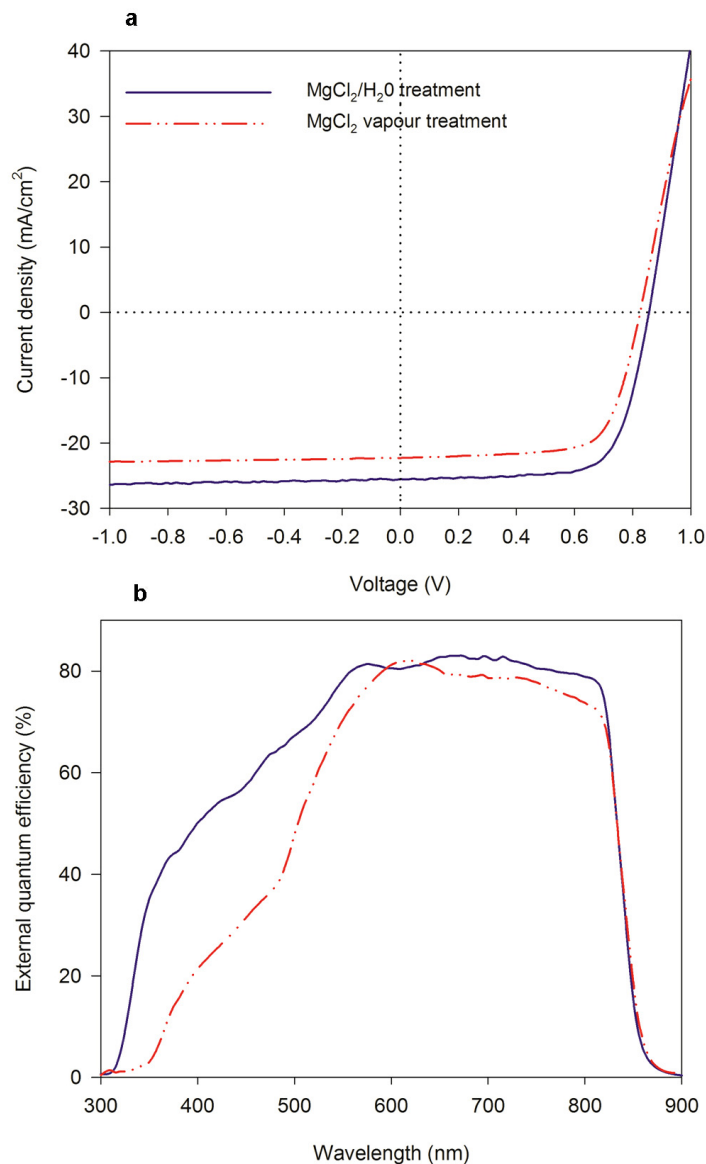 a
40
30
20
10
0
-10
-20
-30
Current density (mA/cm²)
MgCl₂/H₂0 treatment
MgCl₂ vapour treatment
-1.0 -0.8 -0.6 -0.4 -0.2 0.0 0.2 0.4 0.6 0.8 1.0
Voltage (V)
b
80
60
40
20
0
External quantum efficiency (%)
300 400 500 600 700 800 900
Wavelength (nm)